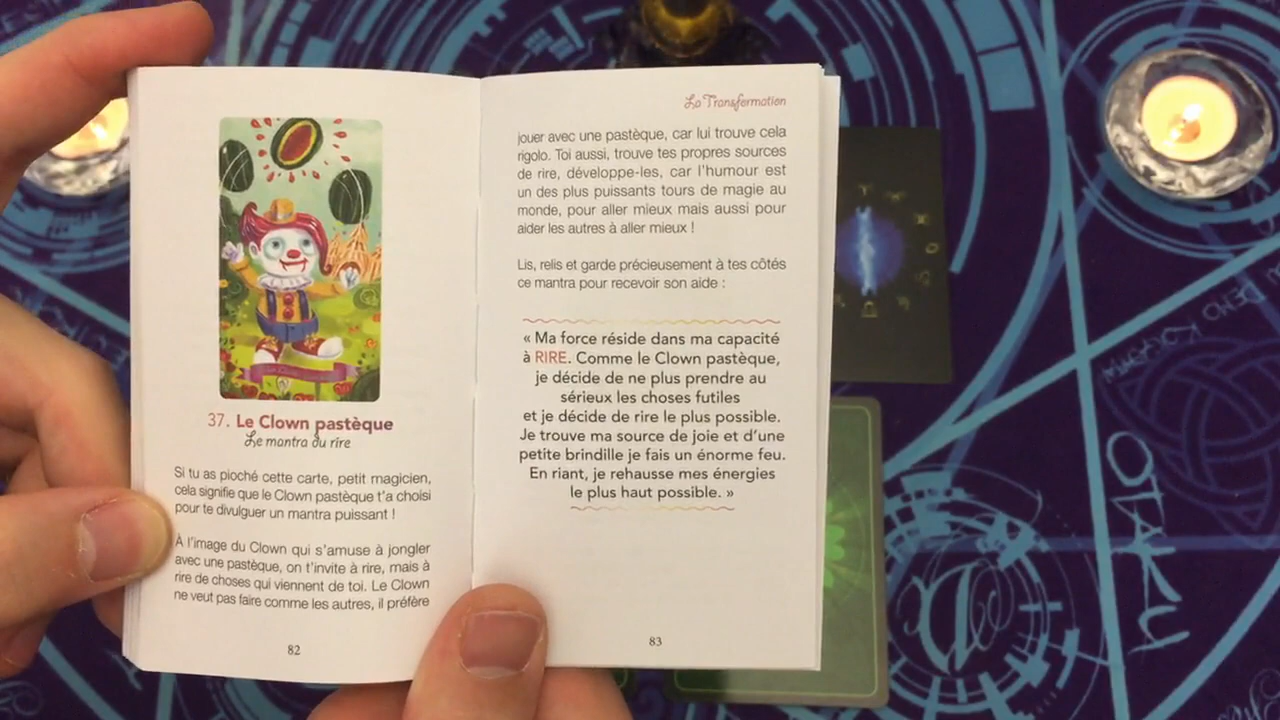 37. Le Clown pastèque
Le mantra du rire
Si tu as pioché cette carte, petit magicien,
cela signifie que le Clown pastèque t'a choisi
pour te divulguer un mantra puissant !
À l'image du Clown qui s'amuse à jongler
avec une pastèque, on t'invite à rire, mais à
rire de choses qui viennent de toi. Le Clown
ne veut pas faire comme les autres, il préfère
82
La Transformation
jouer avec une pastèque, car lui trouve cela
rigolo. Toi aussi, trouve tes propres sources
de rire, développe-les, car l'humour est
un des plus puissants tours de magie au
monde, pour aller mieux mais aussi pour
aider les autres à aller mieux !
Lis, relis et garde précieusement à tes côtés
ce mantra pour recevoir son aide :
« Ma force réside dans ma capacité
à RIRE. Comme le Clown pastèque,
je décide de ne plus prendre au
sérieux les choses futiles
et je décide de rire le plus possible.
Je trouve ma source de joie et d'une
petite brindille je fais un énorme feu.
En riant, je rehausse mes énergies
le plus haut possible. »
83
OTAKU